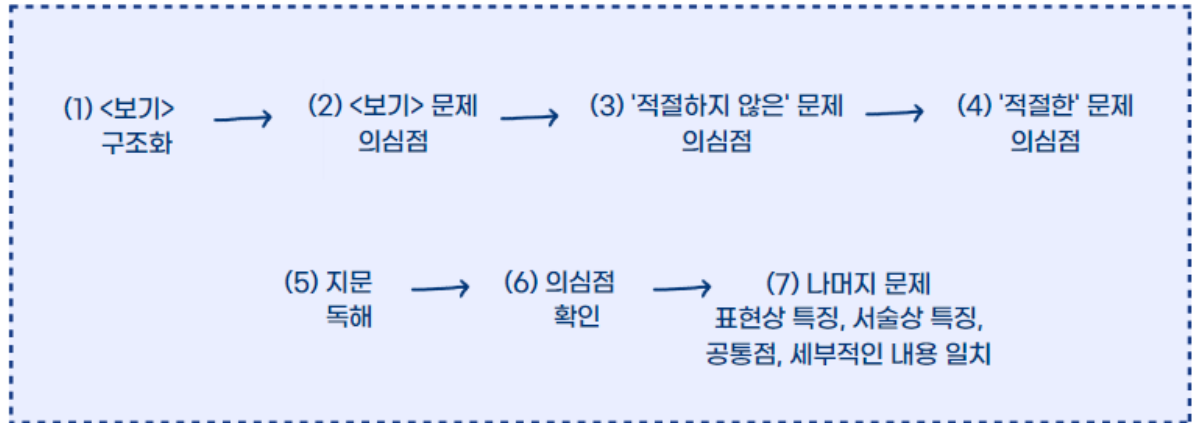 (1) <보기> → (2) <보기> 문제 → (3) '적절하지 않은' 문제 → (4) '적절한' 문제
구조화 의심점 의심점 의심점
(5) 지문 → (6) 의심점 → (7) 나머지 문제
독해 확인 표현상 특징, 서술상 특징,
공통점, 세부적인 내용 일치